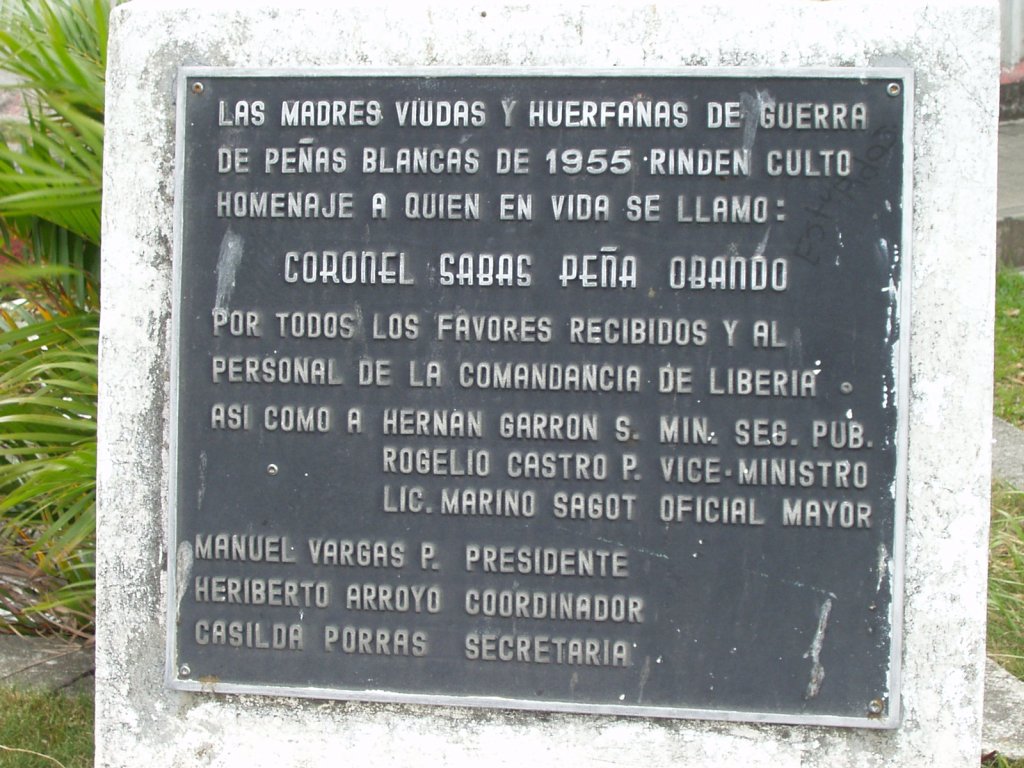 LAS MADRES VIUDAS Y HUERFANAS DE GUERRA
DE PEÑAS BLANCAS DE 1955 RINDEN CULTO
HOMENAJE A QUIEN EN VIDA SE LLAMO:
CORONEL SABAS PEÑA OBANDO
POR TODOS LOS FAVORES RECIBIDOS Y AL
PERSONAL DE LA COMANDANCIA DE LIBERIA
ASI COMO A HERNAN GARRON S. MIN. SEG. PUB.
ROGELIO CASTRO P. VICE-MINISTRO
LIC. MARINO SAGOT OFICIAL MAYOR
MANUEL VARGAS P. PRESIDENTE
HERIBERTO ARROYO COORDINADOR
CASILDA PORRAS SECRETARIA